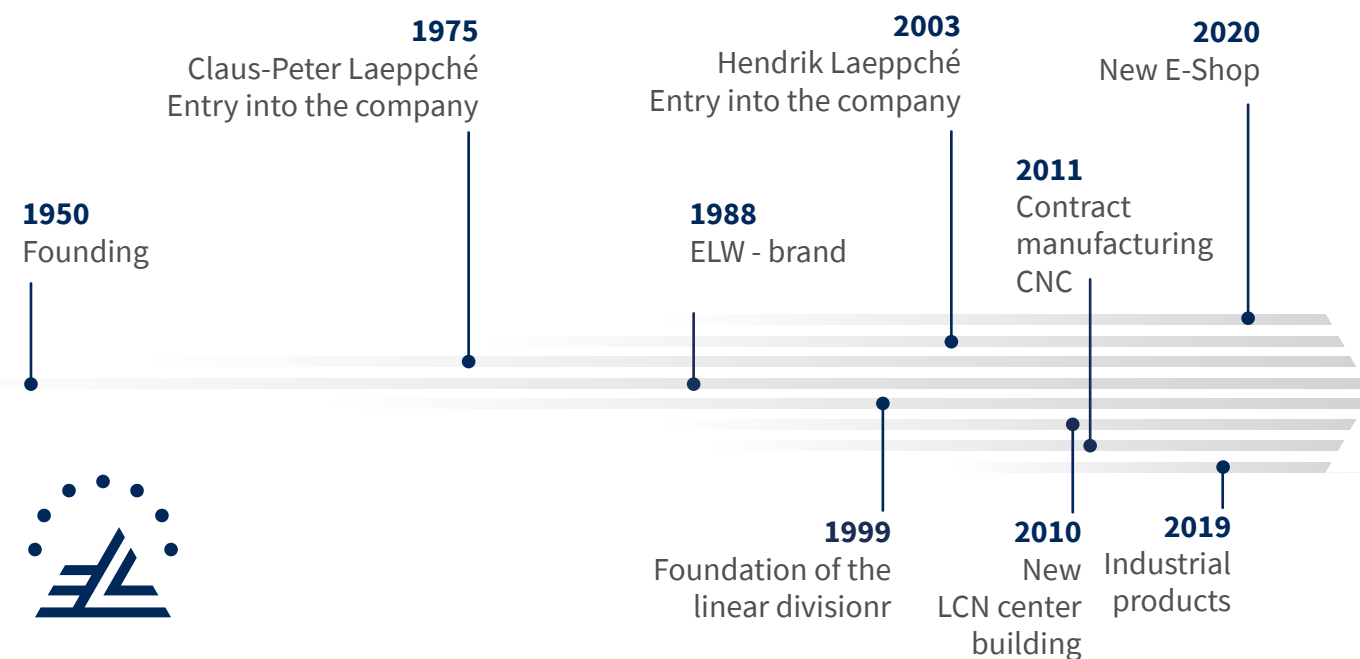 1975
Claus-Peter Laeppché
Entry into the company
2003
Hendrik Laeppché
Entry into the company
2020
New E-Shop
2011
Contract
manufacturing
CNC
1950
Founding
1988
ELW - brand
1999
Foundation of the
linear divisionr
2010
New
LCN center
building
2019
Industrial
products